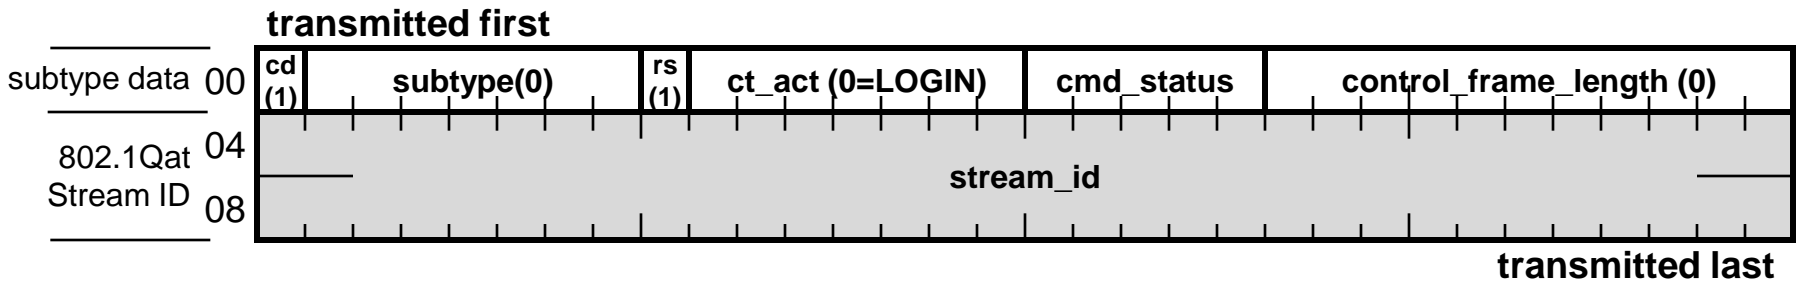 transmitted first
subtype data 00 cd (1) subtype(0) rs (1) ct_act (0=LOGIN) cmd_status control_frame_length (0)
802.1Qat 04
Stream ID stream_id
08
transmitted last